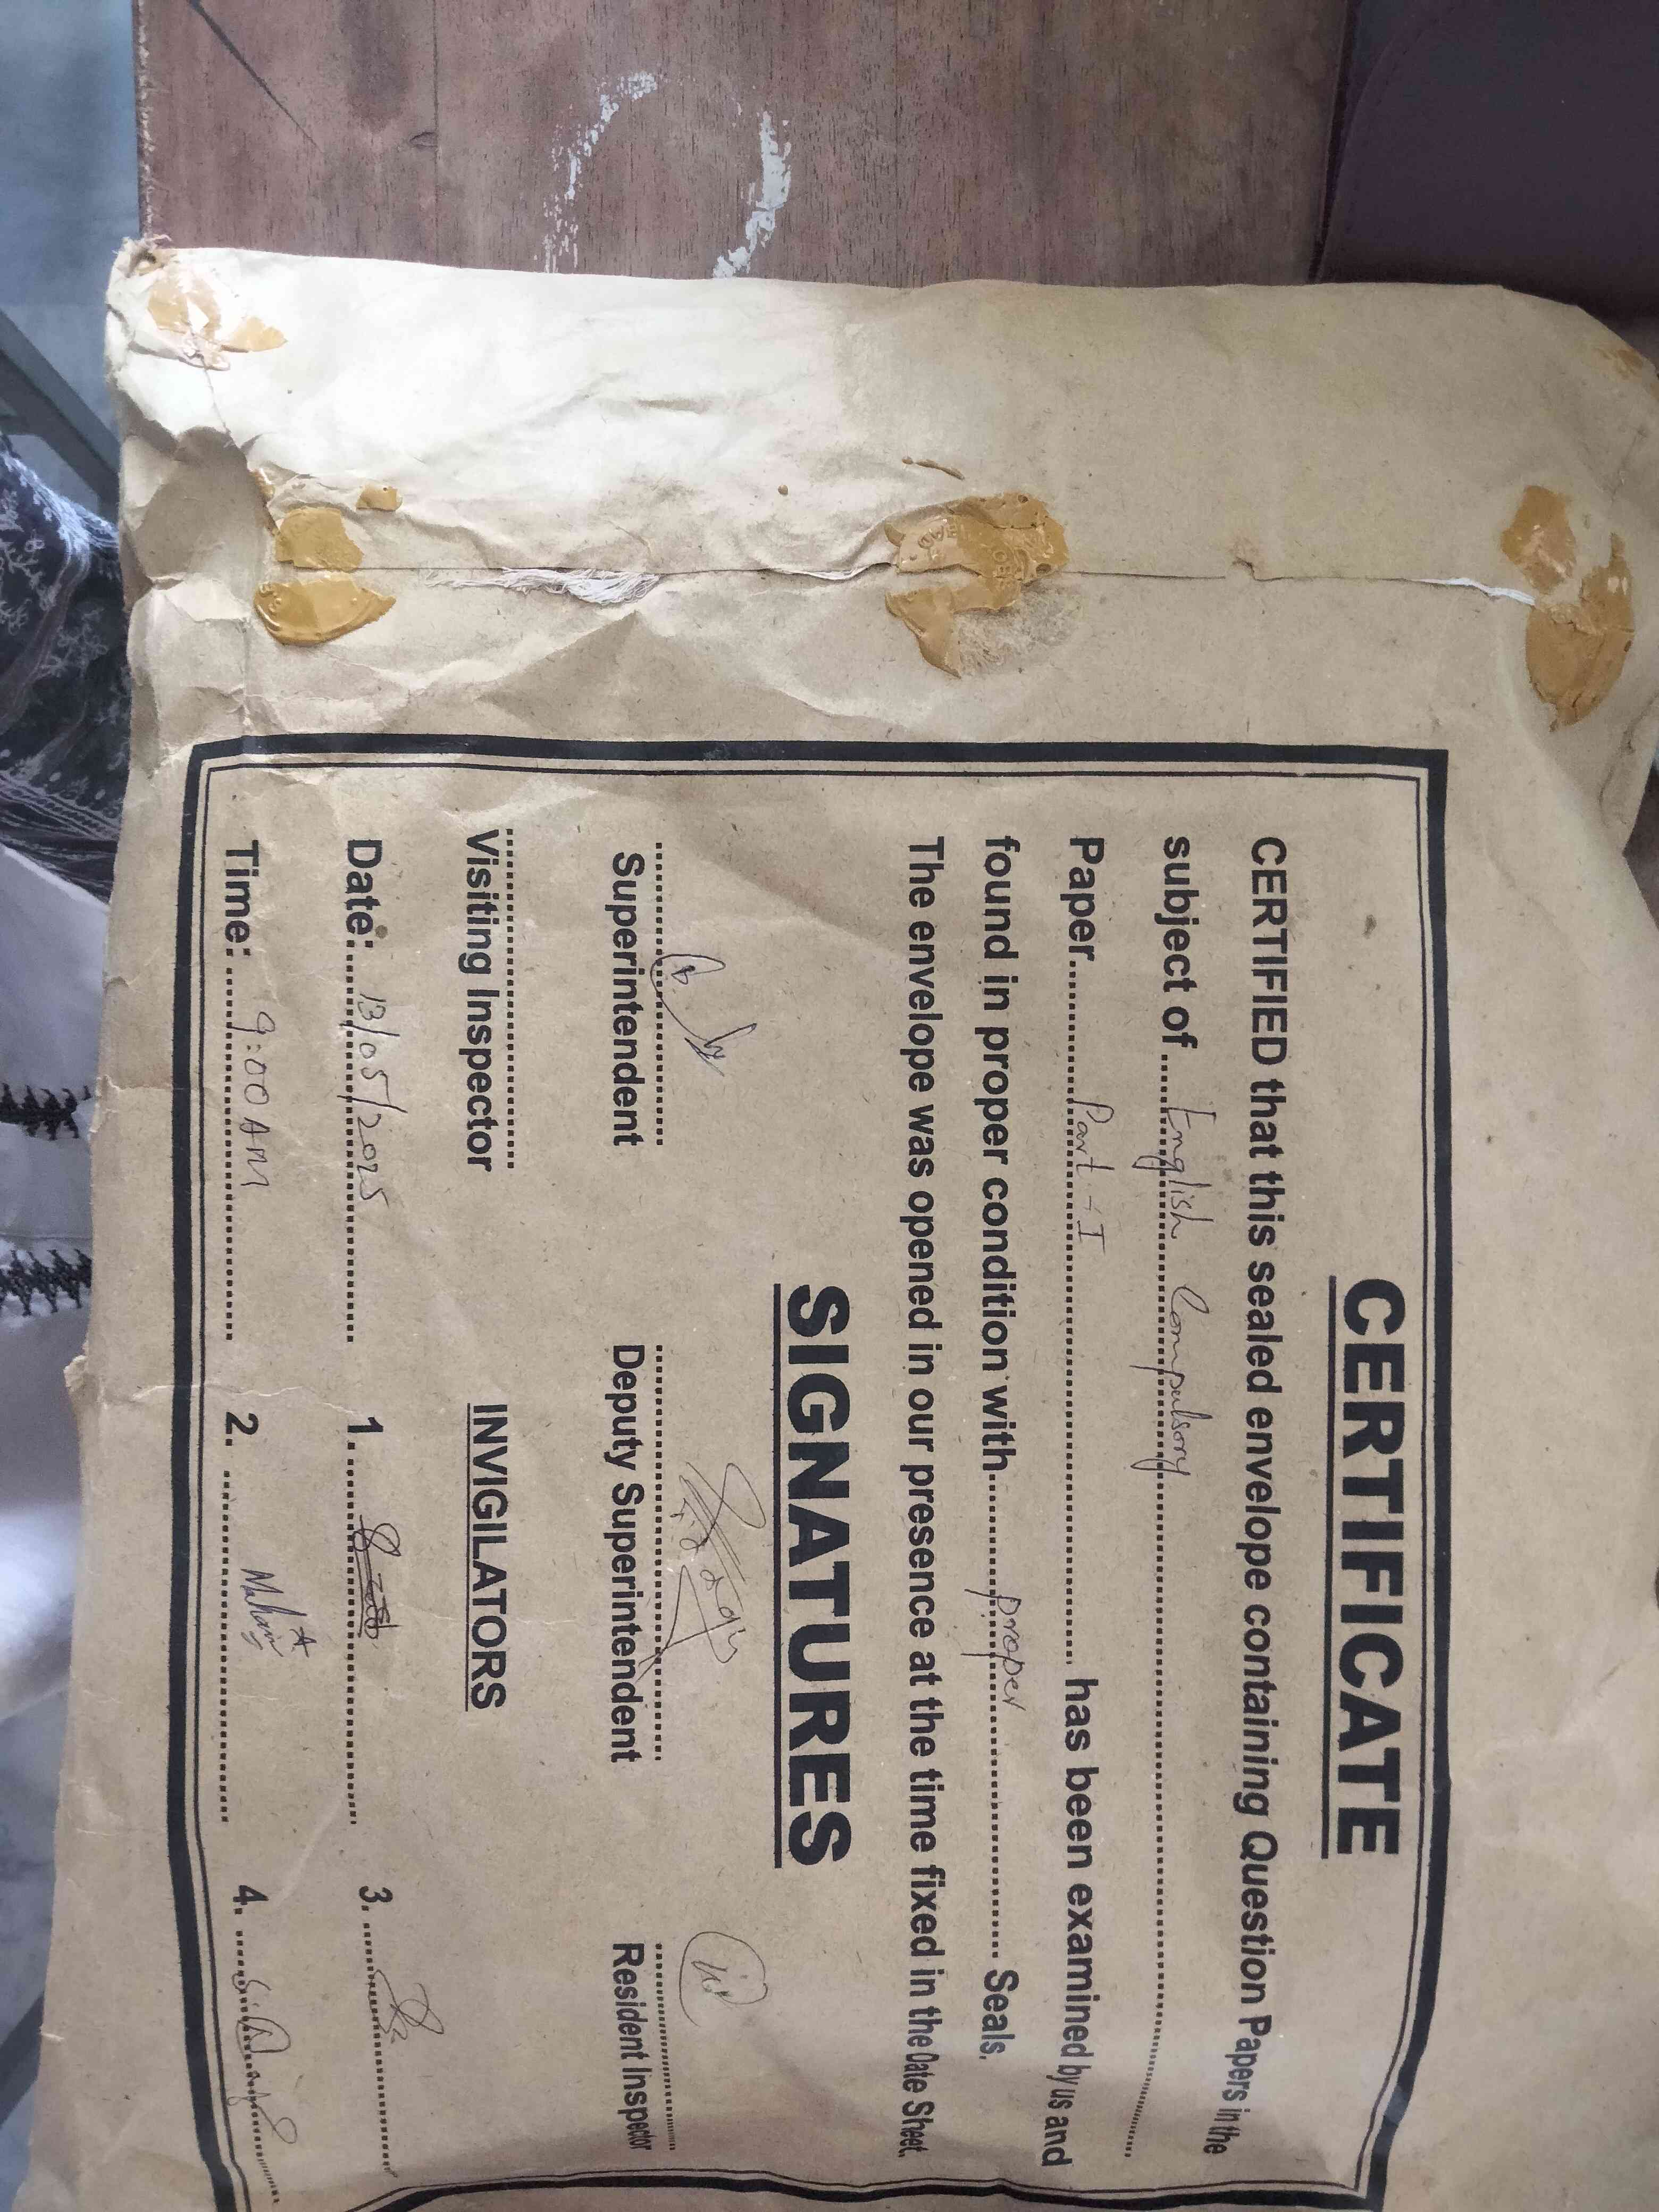 CERTIFICATE
CERTIFIED that this sealed envelope containing Question Papers in the
subject of English Compulsory
Paper Part - I has been examined by us and
found in proper condition with proper Seals.
The envelope was opened in our presence at the time fixed in the Date Sheet.
SIGNATURES
Superintendent Deputy Superintendent Resident Inspector
Visiting Inspector INVIGILATORS
Date: 13/05/2025 1. 3.
Time: 9:00 AM 2. 4.